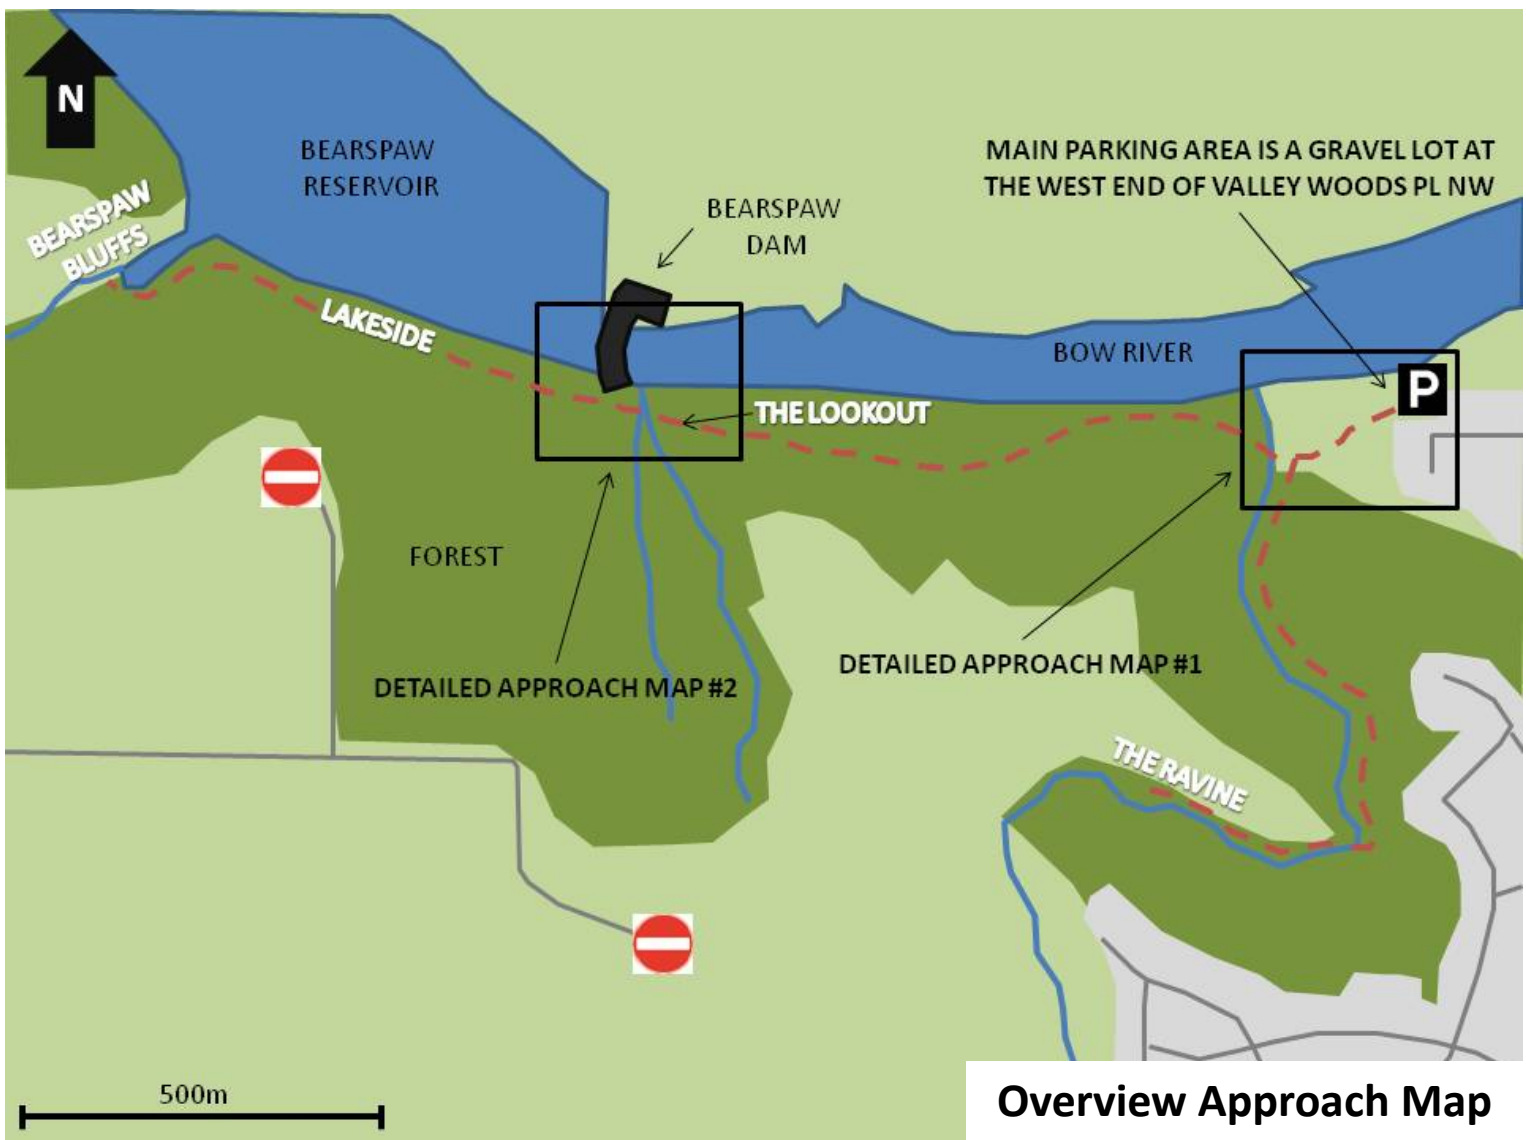 N
BEARSPAW
RESERVOIR
MAIN PARKING AREA IS A GRAVEL LOT AT
THE WEST END OF VALLEY WOODS PL NW
BEARSPAW
BLUFFS
BEARSPAW
DAM
LAKESIDE
BOW RIVER
P
THE LOOKOUT
FOREST
DETAILED APPROACH MAP #1
DETAILED APPROACH MAP #2
THE RAVINE
500m
Overview Approach Map